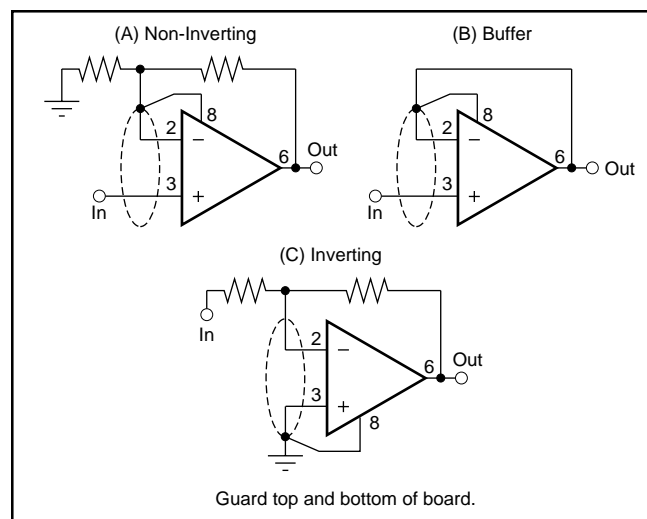 (A) Non-Inverting
8
2
−
6
Out
3
+
In
(B) Buffer
8
2
−
6
Out
3
+
In
(C) Inverting
In
2
−
6
Out
3
+
8
Guard top and bottom of board.